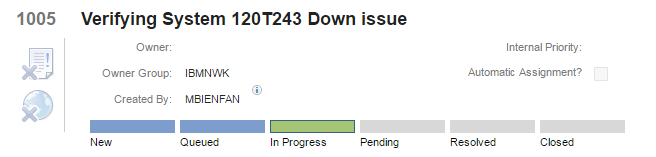 1005 Verifying System 120T243 Down issue
Owner: Internal Priority:
Owner Group: IBMNWK Automatic Assignment?
Created By: MBIENFAN
New Queued In Progress Pending Resolved Closed